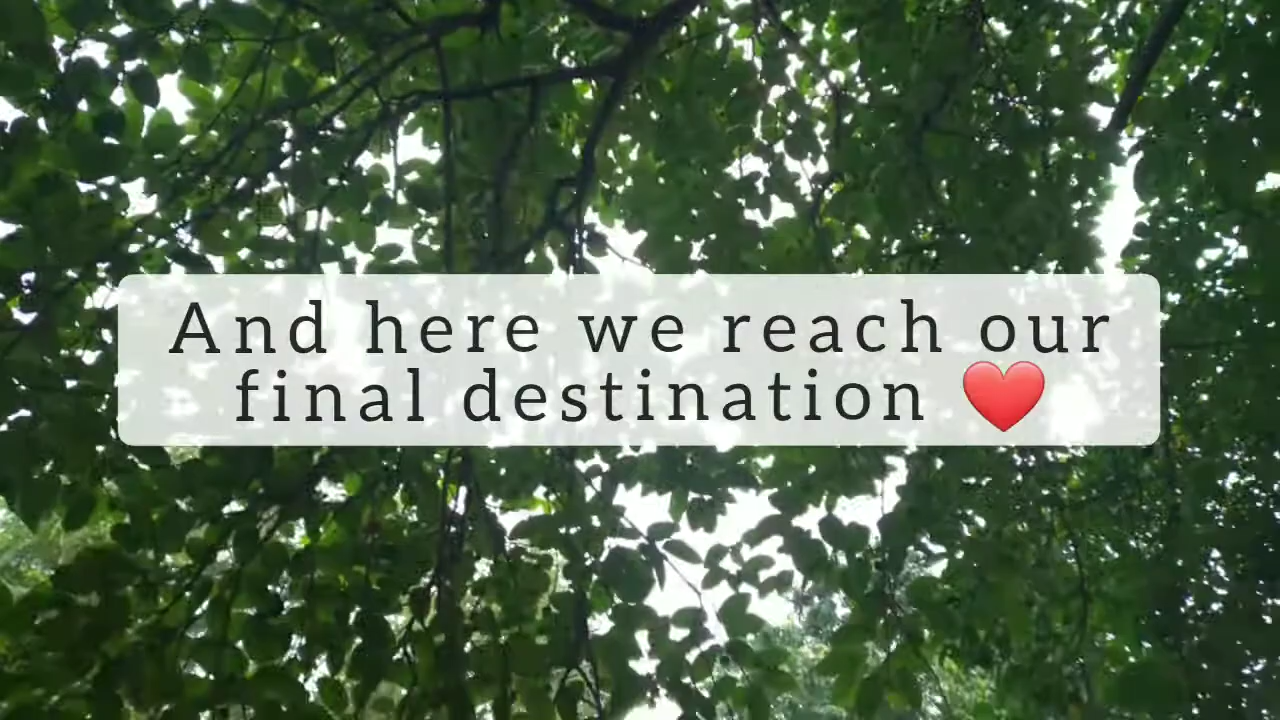 And here we reach our
final destination ❤️